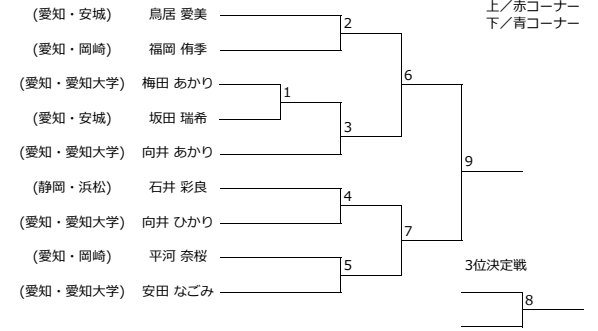 上／赤コーナー
下／青コーナー
(愛知・安城) 鳥居 愛美
2
(愛知・岡崎) 福岡 侑季
6
(愛知・愛知大学) 梅田 あかり
1
(愛知・安城) 坂田 瑞希
3
(愛知・愛知大学) 向井 あかり
9
(静岡・浜松) 石井 彩良
4
(愛知・愛知大学) 向井 ひかり
7
(愛知・岡崎) 平河 奈桜
5
3位決定戦
(愛知・愛知大学) 安田 なごみ
8